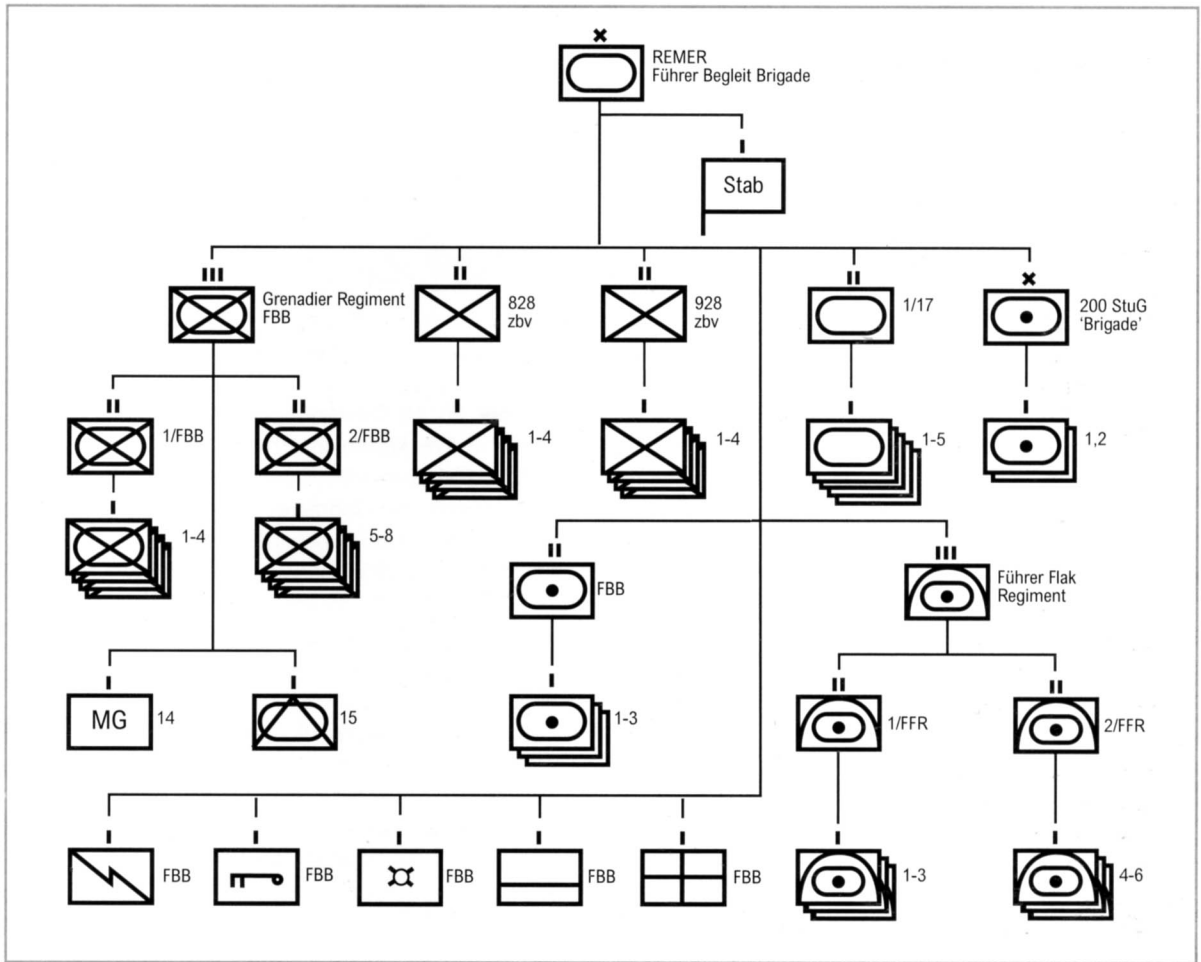 REMER
Führer Begleit Brigade
Stab
Grenadier Regiment
FBB
828
zbv
928
zbv
1/17
200 StuG
'Brigade'
1/FBB
2/FBB
1-4
1-4
1-5
1,2
1-4
5-8
FBB
Führer Flak
Regiment
MG
14
15
1-3
1/FFR
2/FFR
FBB
FBB
FBB
FBB
FBB
1-3
4-6